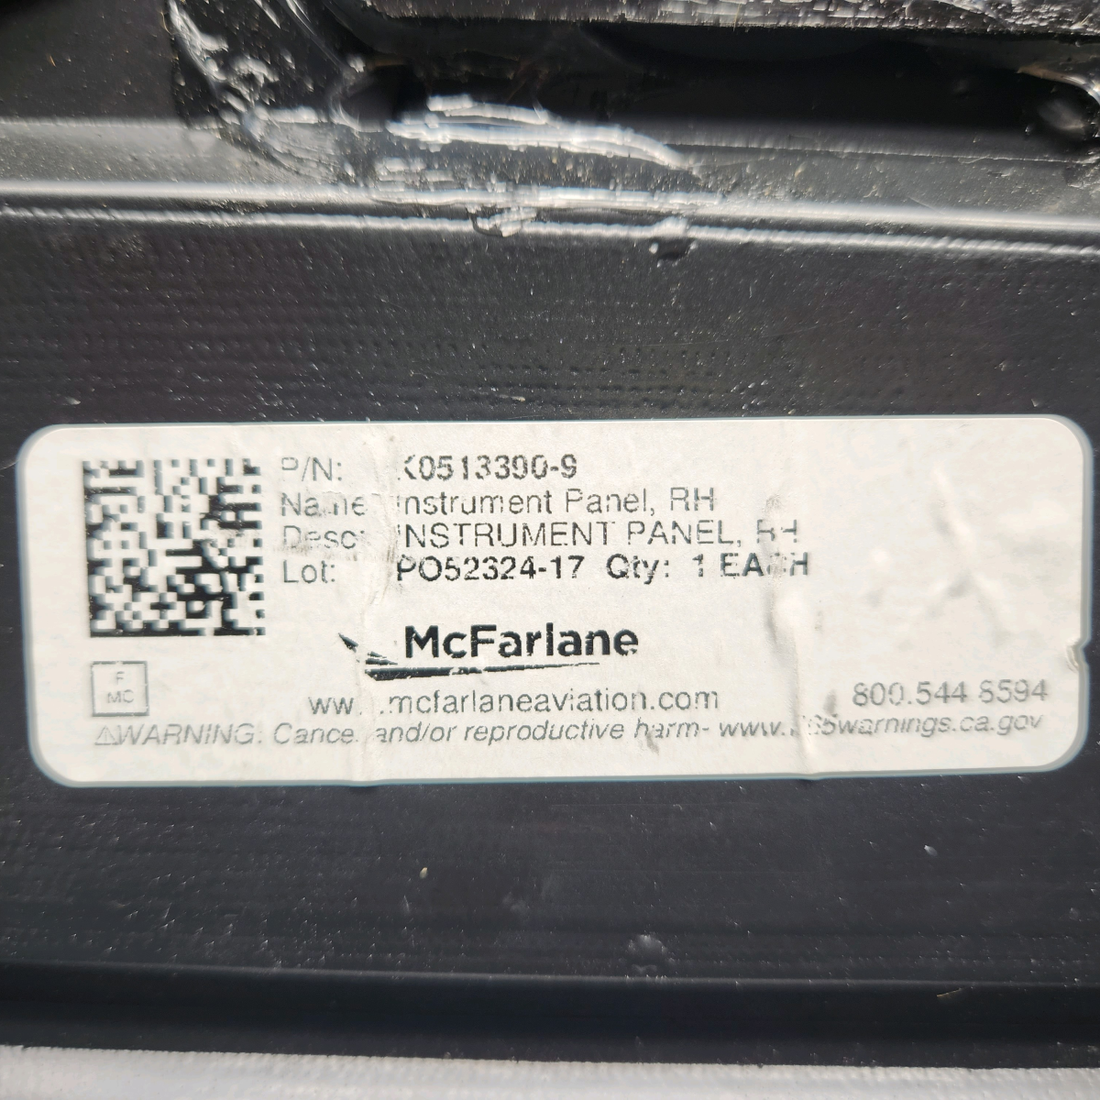 P/N: K0513300-9
Name: Instrument Panel, RH
Desc: INSTRUMENT PANEL, RH
Lot: PO52324-17 Qty: 1 EACH
McFarlane
F
MC
www.mcfarlaneaviation.com 800.544.8594
⚠WARNING: Cancer and/or reproductive harm- www.P65warnings.ca.gov